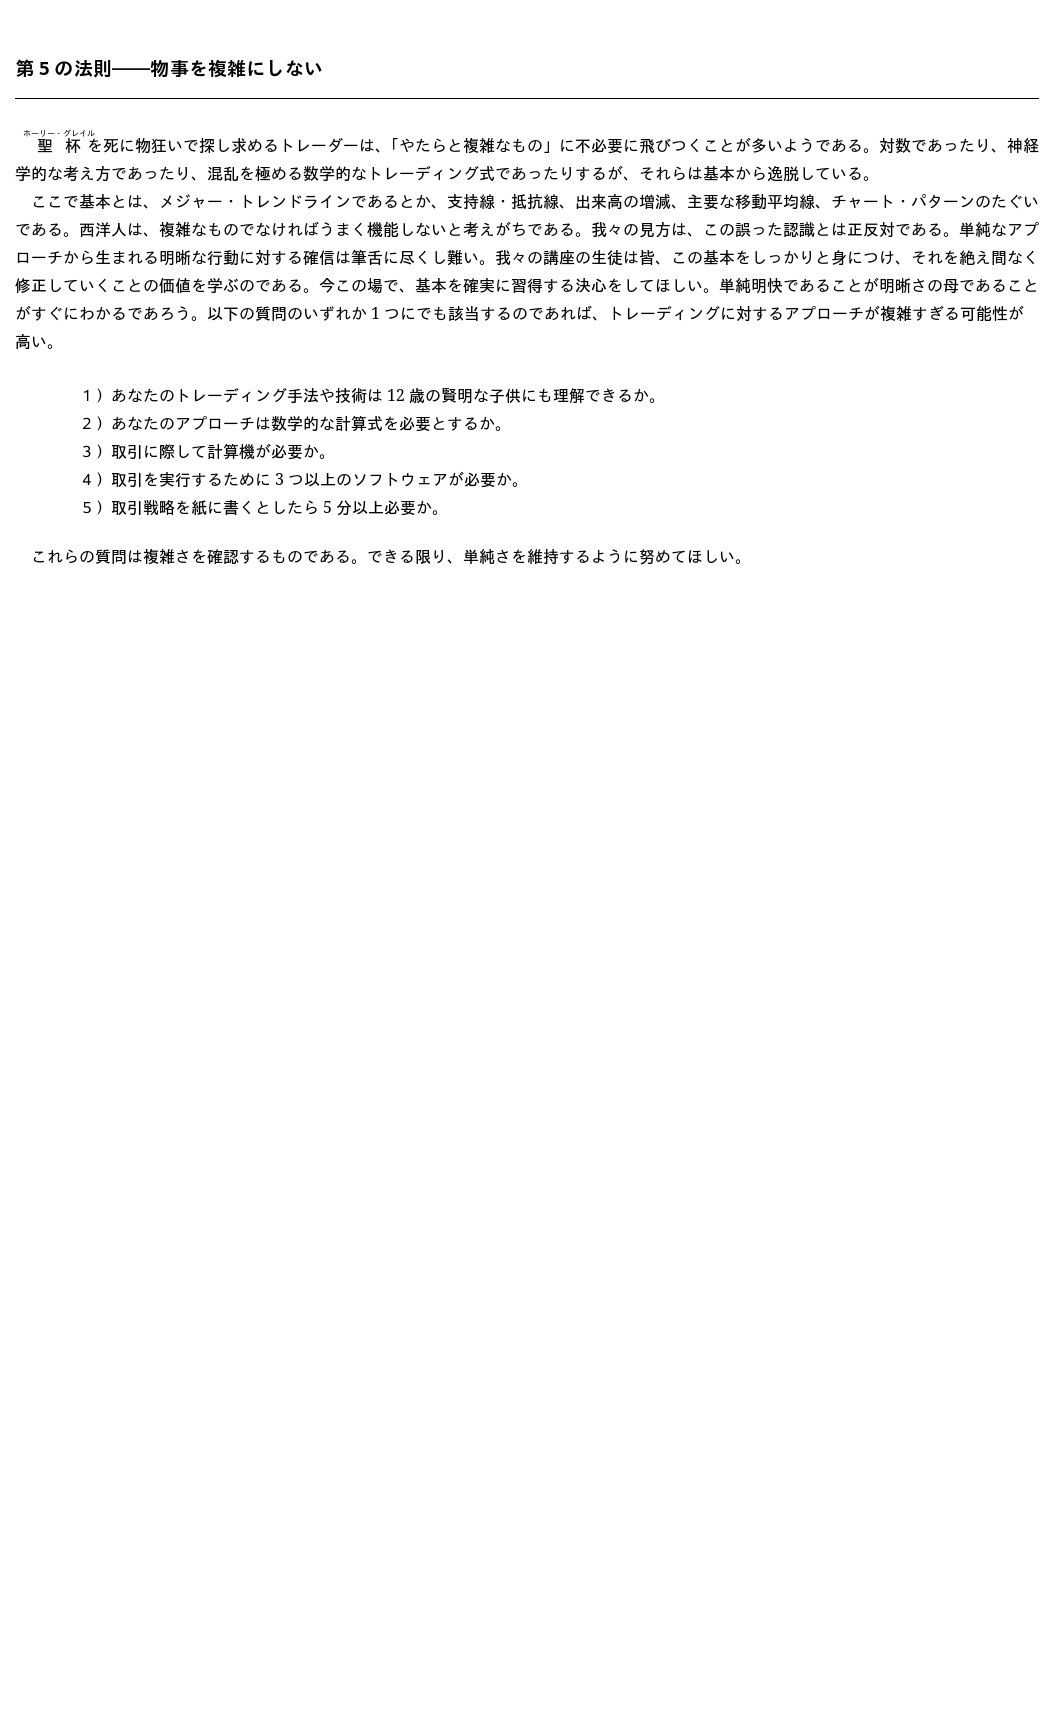 第5の法則――物事を複雑にしない
ホーリー・グレイル
聖杯を死に物狂いで探し求めるトレーダーは、「やたらと複雑なもの」に不必要に飛びつくことが多いようである。対数であったり、神経
学的な考え方であったり、混乱を極める数学的なトレーディング式であったりするが、それらは基本から逸脱している。
ここで基本とは、メジャー・トレンドラインであるとか、支持線・抵抗線、出来高の増減、主要な移動平均線、チャート・パターンのたぐい
である。西洋人は、複雑なものでなければうまく機能しないと考えがちである。我々の見方は、この誤った認識とは正反対である。単純なアプ
ローチから生まれる明晰な行動に対する確信は筆舌に尽くし難い。我々の講座の生徒は皆、この基本をしっかりと身につけ、それを絶え間なく
修正していくことの価値を学ぶのである。今この場で、基本を確実に習得する決心をしてほしい。単純明快であることが明晰さの母であること
がすぐにわかるであろう。以下の質問のいずれか1つにでも該当するのであれば、トレーディングに対するアプローチが複雑すぎる可能性が
高い。
1）あなたのトレーディング手法や技術は12歳の賢明な子供にも理解できるか。
2）あなたのアプローチは数学的な計算式を必要とするか。
3）取引に際して計算機が必要か。
4）取引を実行するために3つ以上のソフトウェアが必要か。
5）取引戦略を紙に書くとしたら5分以上必要か。
これらの質問は複雑さを確認するものである。できる限り、単純さを維持するように努めてほしい。